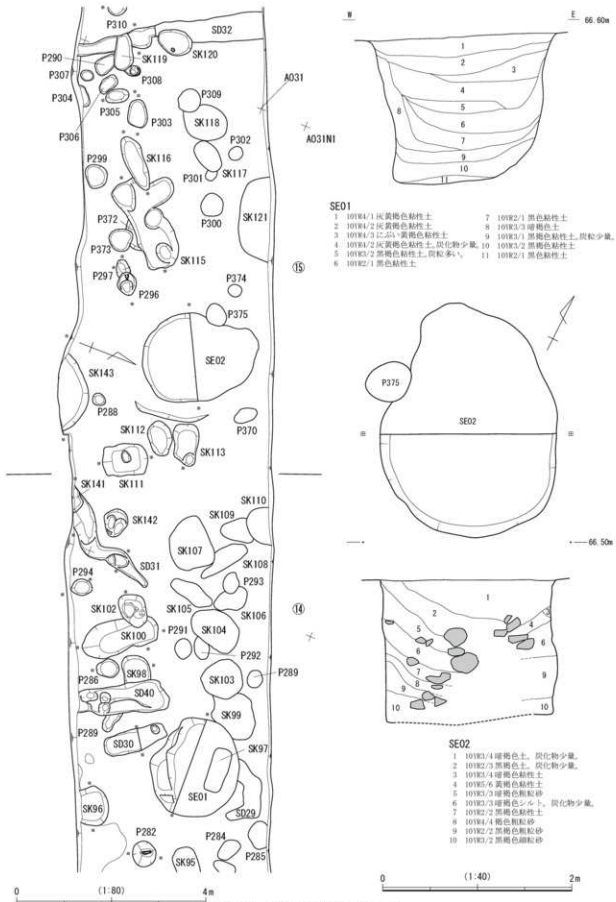 P310
SD32
P290
SK119
SK120
P307
P308
P304
P305
P303
P309
SK118
P306
A031
A031N1
P302
SK116
P299
P301
SK117
P300
SK121
P372
P373
SK115
P297
P296
P374
P375
⑮
SE02
SK143
P288
SK112
P370
SK113
SK111
SK141
SK142
SK110
SK109
SK107
SK108
SD31
P294
P293
SK105
SK106
SK102
SK104
⑭
SK100
P291
P292
P286
SK98
SK103
P289
SD40
SK99
P289
SD30
SK97
SE01
SK96
SD29
P282
P284
P285
SK95
0 (1:80) 4m
W E 66.60m
1
2
3
4
5
6
7
8
9
10
11
SE01
1 10YR4/1 灰黄褐色粘性土
2 10YR4/2 灰黄褐色粘性土
3 10YR4/3 にぶい黄褐色粘性土
4 10YR4/2 灰黄褐色粘性土,炭化物少量。
5 10YR3/2 黒褐色粘性土,炭粒多い。
6 10YR2/1 黒色粘性土
7 10YR2/1 黒色粘性土
8 10YR3/3 暗褐色土
9 10YR3/1 黒褐色粘性土,炭粒少量。
10 10YR3/2 黒褐色粘性土
11 10YR2/1 黒色粘性土
P375
SE02
66.50m
1
2
3
4
5
6
6
7
8
9
9
10
10
SE02
1 10YR3/4 暗褐色土, 炭化物少量。
2 10YR2/3 黒褐色土, 炭化物少量。
3 10YR3/4 暗褐色粘性土
4 10YR5/6 黄褐色粘性土
5 10YR3/3 暗褐色粗粒砂
6 10YR3/3 暗褐色シルト, 炭化物少量。
7 10YR2/2 黒褐色粘性土
8 10YR4/4 褐色粗粒砂
9 10YR2/2 黒褐色粗粒砂
10 10YR3/2 黒褐色細粒砂
0 (1:40) 2m